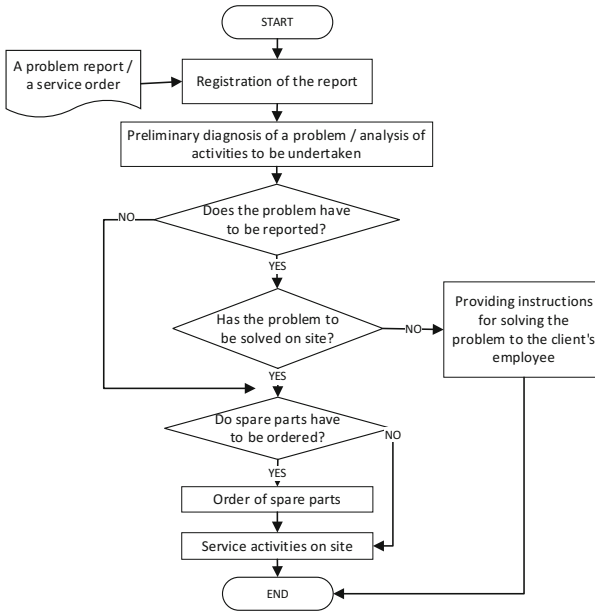 START
A problem report /
a service order
Registration of the report
Preliminary diagnosis of a problem / analysis of
activities to be undertaken
Does the problem have
to be reported?
NO
YES
Has the problem to
be solved on site?
NO
Providing instructions
for solving the
problem to the client's
employee
YES
Do spare parts have
to be ordered?
NO
YES
Order of spare parts
Service activities on site
END